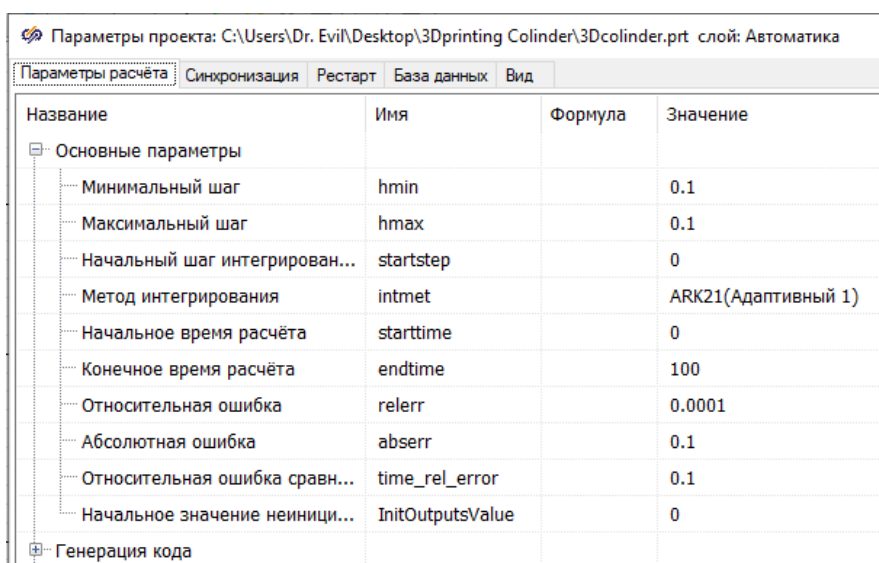 Параметры проекта: C:\Users\Dr. Evil\Desktop\3Dprinting Colinder\3Dcolinder.prt слой: Автоматика
Параметры расчёта Синхронизация Рестарт База данных Вид
Название Имя Формула Значение
Основные параметры
Минимальный шаг hmin 0.1
Максимальный шаг hmax 0.1
Начальный шаг интегрирован... startstep 0
Метод интегрирования intmet ARK21(Адаптивный 1)
Начальное время расчёта starttime 0
Конечное время расчёта endtime 100
Относительная ошибка relerr 0.0001
Абсолютная ошибка abserr 0.1
Относительная ошибка сравн... time_rel_error 0.1
Начальное значение неиници... InitOutputsValue 0
Генерация кода